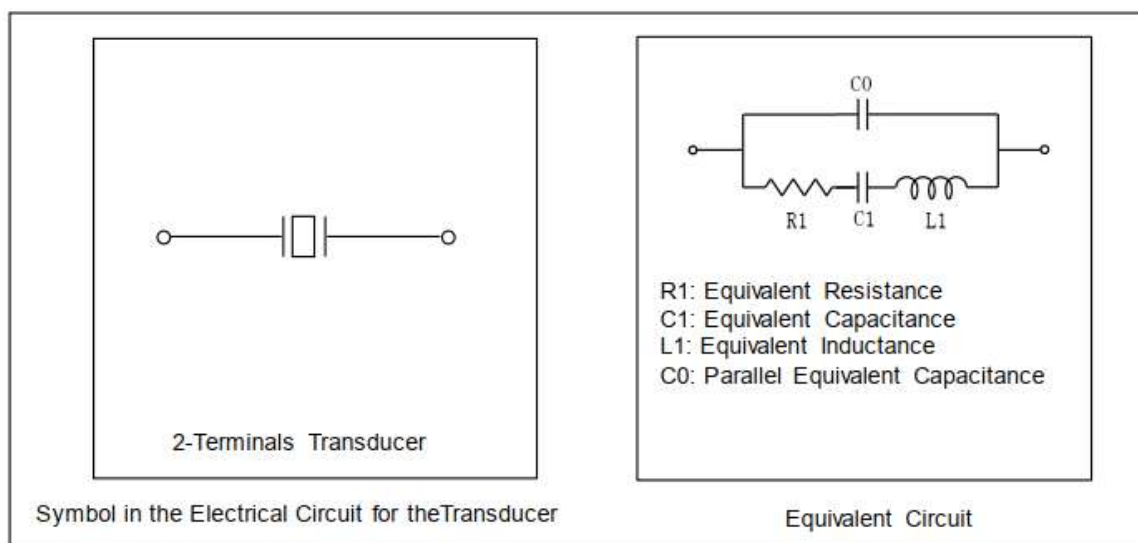 2-Terminals Transducer
Symbol in the Electrical Circuit for theTransducer
C0
R1
C1
L1
R1: Equivalent Resistance
C1: Equivalent Capacitance
L1: Equivalent Inductance
C0: Parallel Equivalent Capacitance
Equivalent Circuit